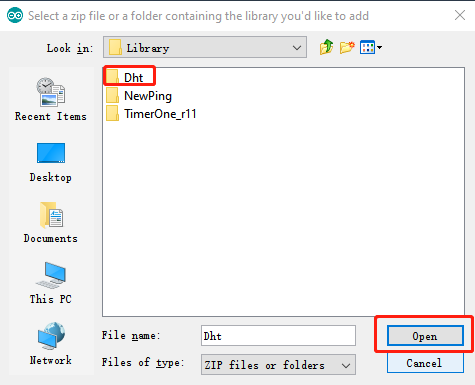 Select a zip file or a folder containing the library you'd like to add
Look in: Library
Dht
NewPing
TimerOne_r11
Recent Items
Desktop
Documents
This PC
Network
File name: Dht
Open
Files of type: ZIP files or folders
Cancel